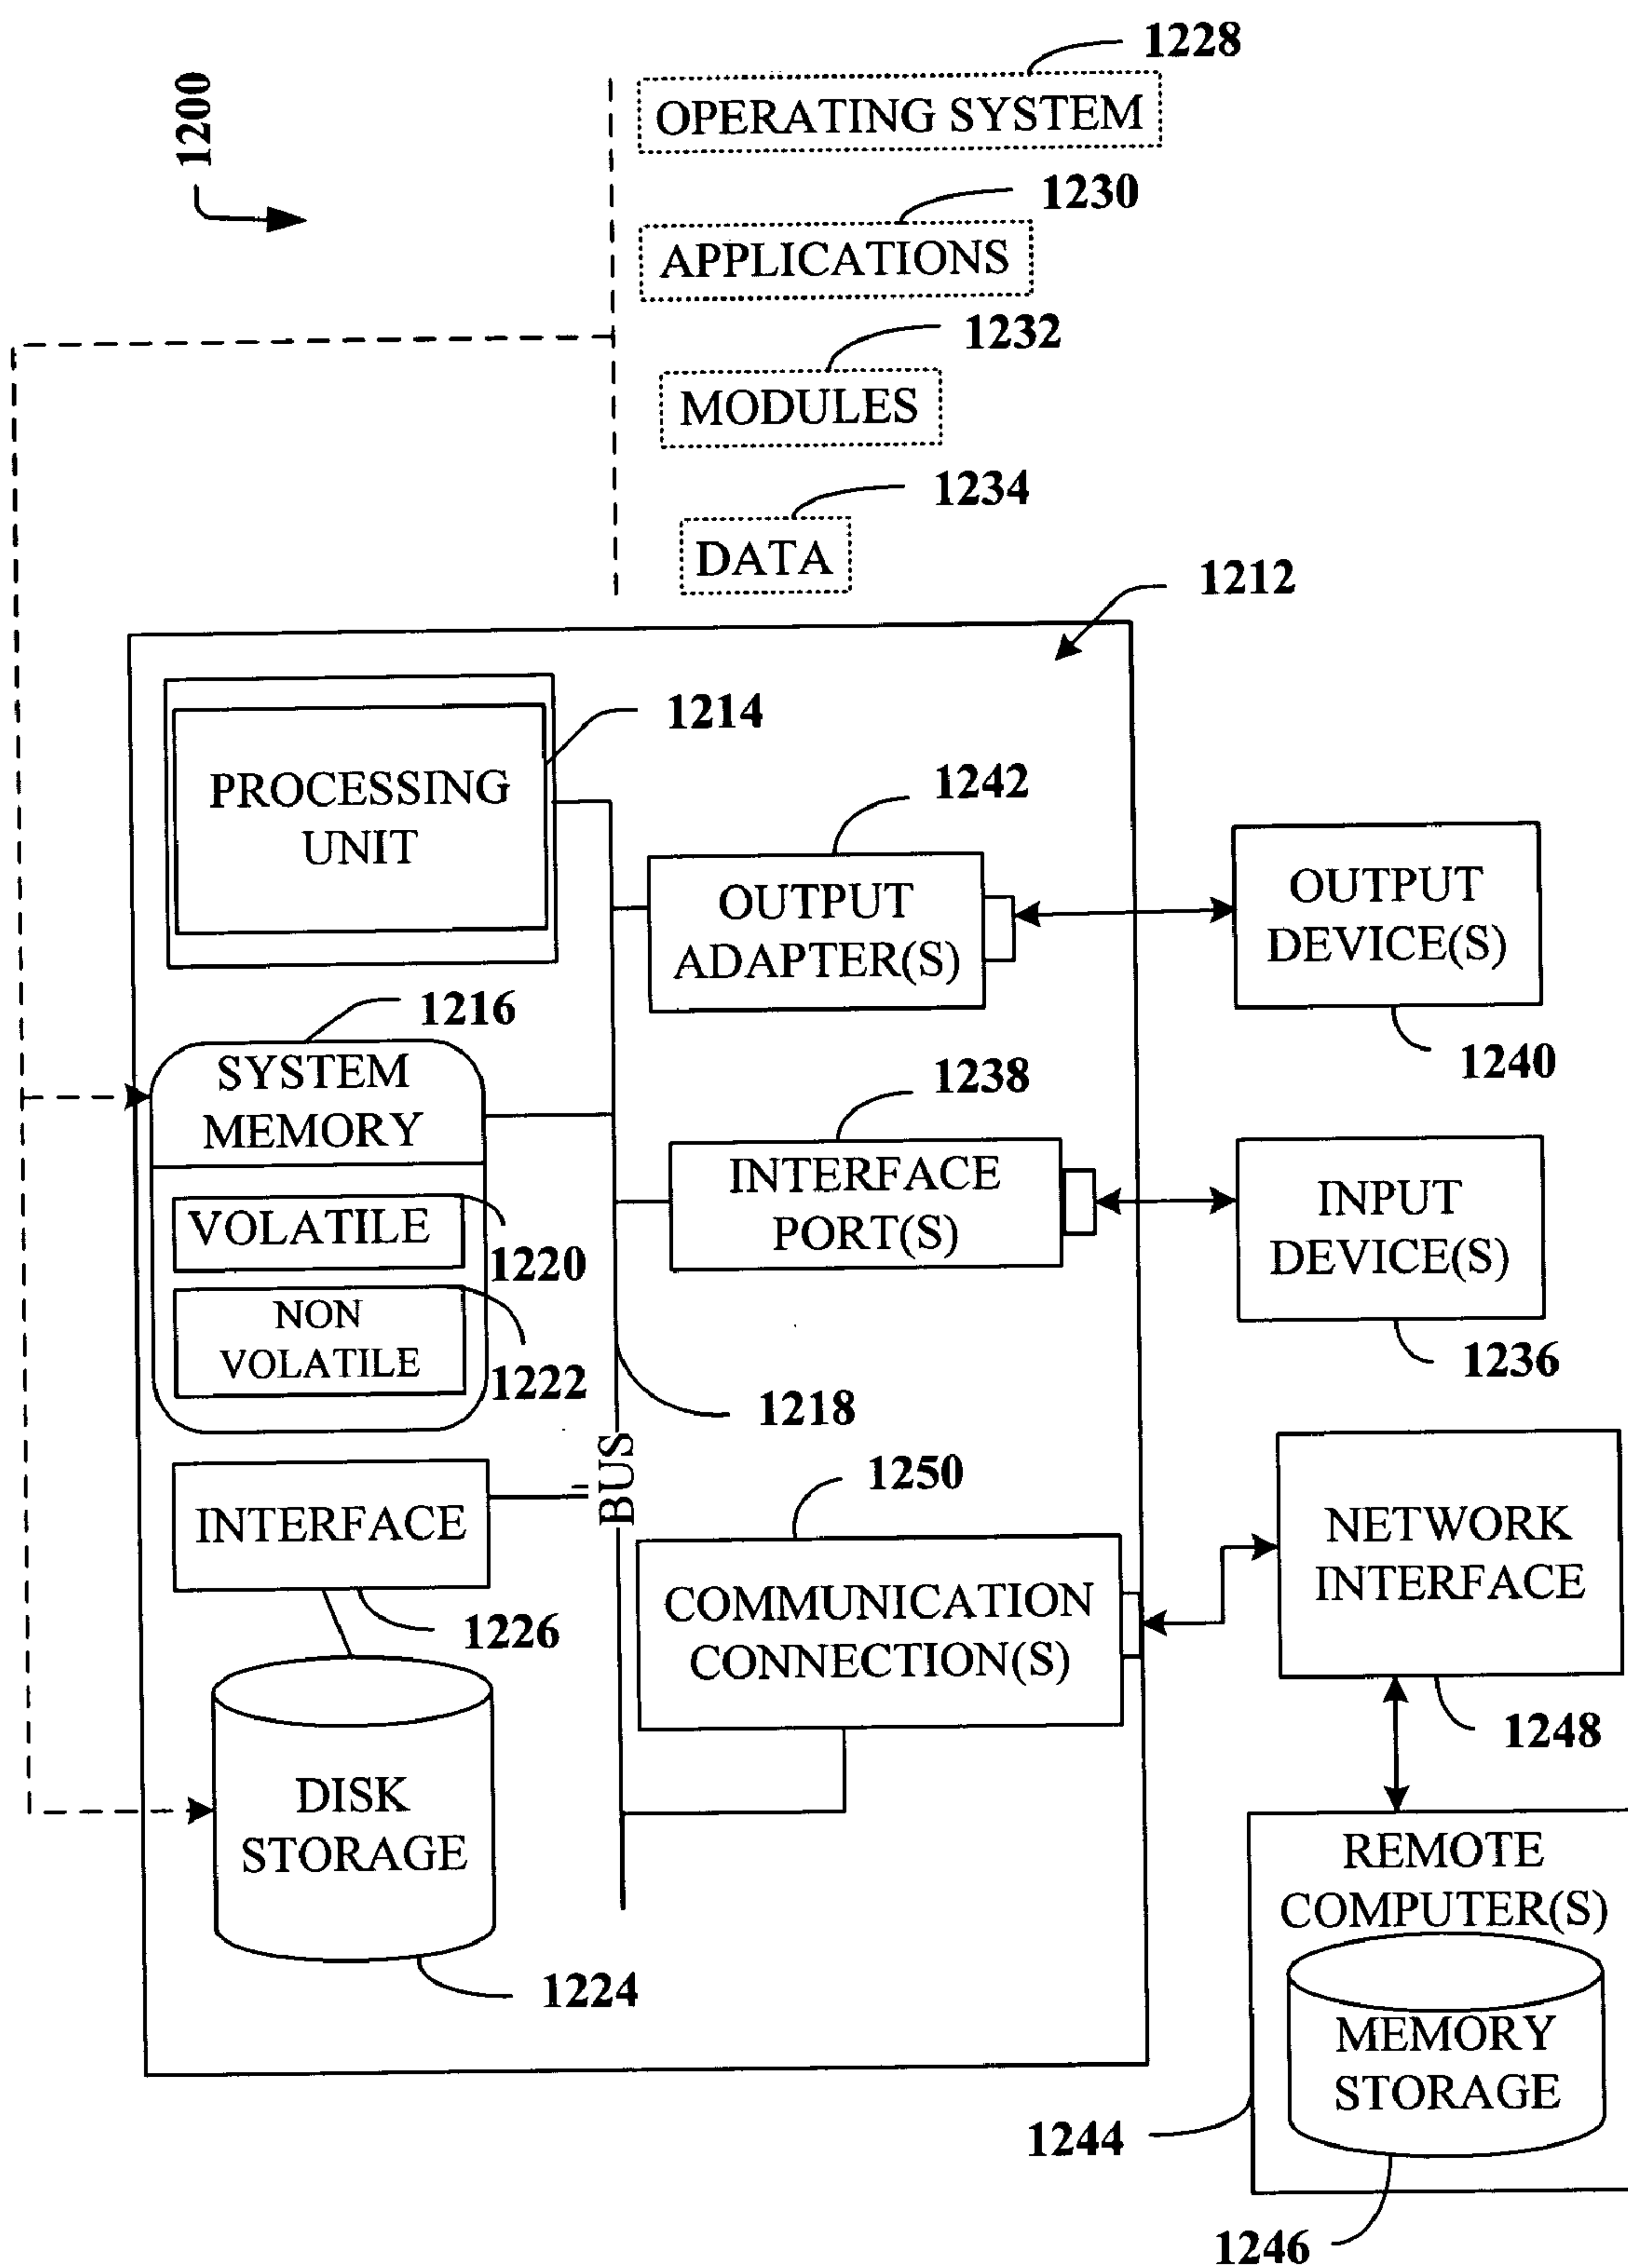 1228
OPERATING SYSTEM
1200
1230
APPLICATIONS
1232
MODULES
1234
DATA
1212
1214
PROCESSING
UNIT
1242
OUTPUT
ADAPTER(S)
OUTPUT
DEVICE(S)
1240
1216
SYSTEM
MEMORY
1238
INTERFACE
PORT(S)
INPUT
DEVICE(S)
1236
VOLATILE
1220
NON
VOLATILE
1222
1218
BUS
1250
INTERFACE
1226
COMMUNICATION
CONNECTION(S)
NETWORK
INTERFACE
1248
DISK
STORAGE
1224
REMOTE
COMPUTER(S)
MEMORY
STORAGE
1244
1246